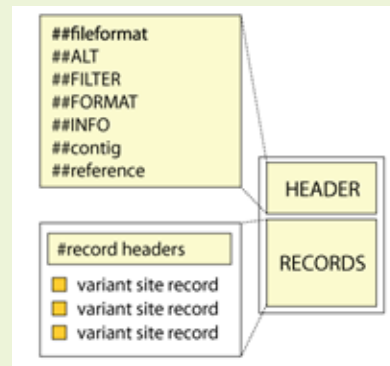 ##fileformat
##ALT
##FILTER
##FORMAT
##INFO
##contig
##reference
HEADER
#record headers
variant site record
variant site record
variant site record
RECORDS